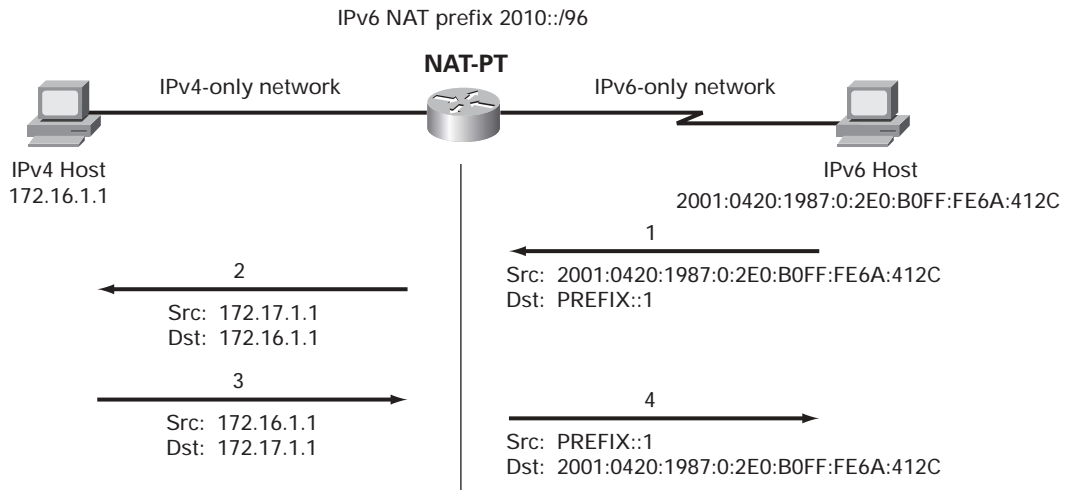 IPv6 NAT prefix 2010::/96
NAT-PT
IPv4-only network
IPv6-only network
IPv4 Host
172.16.1.1
IPv6 Host
2001:0420:1987:0:2E0:B0FF:FE6A:412C
1
Src: 2001:0420:1987:0:2E0:B0FF:FE6A:412C
Dst: PREFIX::1
2
Src: 172.17.1.1
Dst: 172.16.1.1
3
Src: 172.16.1.1
Dst: 172.17.1.1
4
Src: PREFIX::1
Dst: 2001:0420:1987:0:2E0:B0FF:FE6A:412C